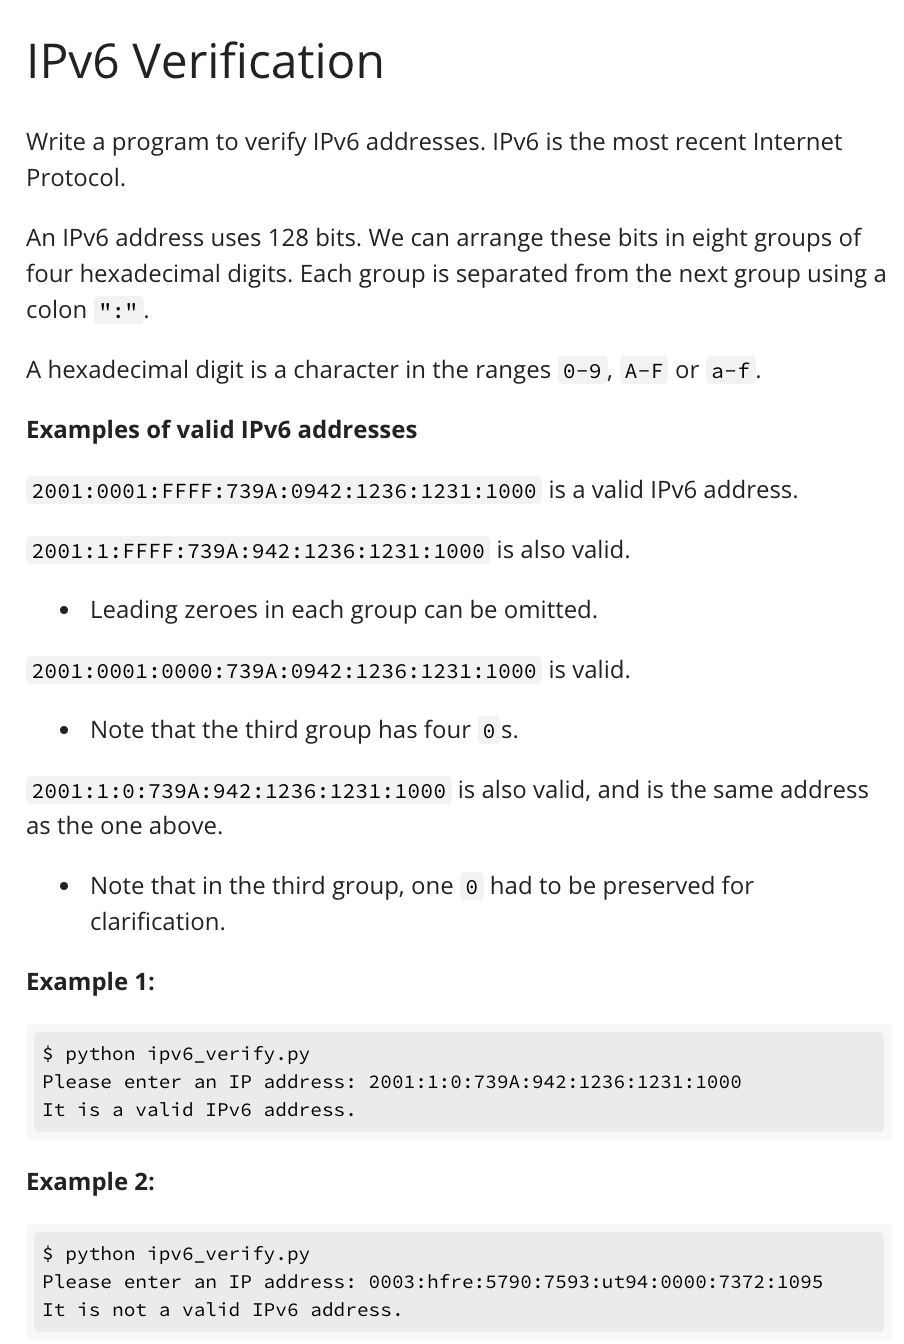 IPv6 Verification
Write a program to verify IPv6 addresses. IPv6 is the most recent Internet
Protocol.
An IPv6 address uses 128 bits. We can arrange these bits in eight groups of
four hexadecimal digits. Each group is separated from the next group using a
colon ":".
A hexadecimal digit is a character in the ranges 0-9, A-F or a-f.
Examples of valid IPv6 addresses
2001:0001:FFFF:739A:0942:1236:1231:1000 is a valid IPv6 address.
2001:1:FFFF:739A:942:1236:1231:1000 is also valid.
• Leading zeroes in each group can be omitted.
2001:0001:0000:739A:0942:1236:1231:1000 is valid.
• Note that the third group has four 0s.
2001:1:0:739A:942:1236:1231:1000 is also valid, and is the same address
as the one above.
• Note that in the third group, one 0 had to be preserved for
clarification.
Example 1:
$ python ipv6_verify.py
Please enter an IP address: 2001:1:0:739A:942:1236:1231:1000
It is a valid IPv6 address.
Example 2:
$ python ipv6_verify.py
Please enter an IP address: 0003:hfre:5790:7593:ut94:0000:7372:1095
It is not a valid IPv6 address.